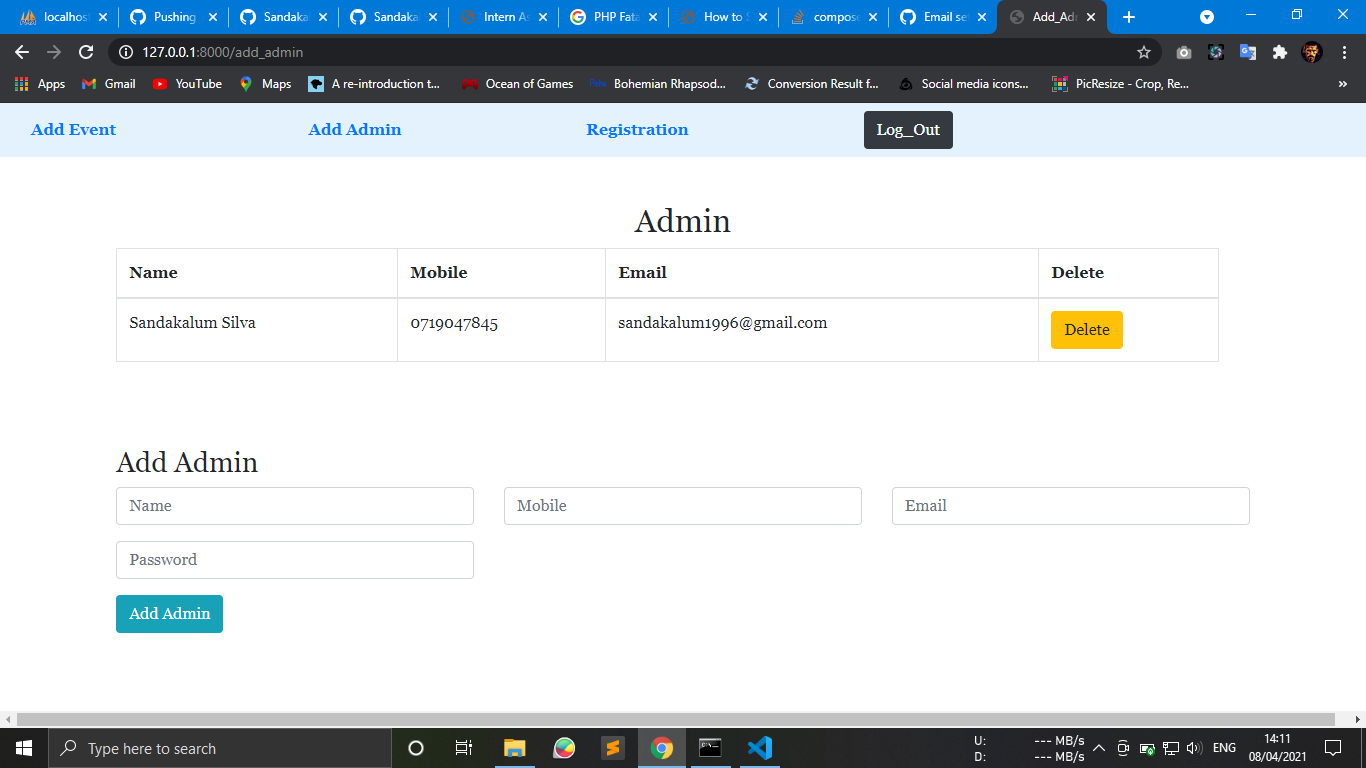 localhos Pushing Sandaka Sandaka Intern As PHP Fata How to S compose Email se Add_Ad
127.0.0.1:8000/add_admin
Apps Gmail YouTube Maps A re-introduction t... Ocean of Games Bohemian Rhapsod... Conversion Result f... Social media icons... PicResize - Crop, Re... »
Add Event Add Admin Registration Log_Out
Admin
Name Mobile Email Delete
Sandakalum Silva 0719047845 sandakalum1996@gmail.com Delete
Add Admin
Name Mobile Email
Password
Add Admin
Type here to search
U: --- MB/s
D: --- MB/s
ENG
14:11
08/04/2021